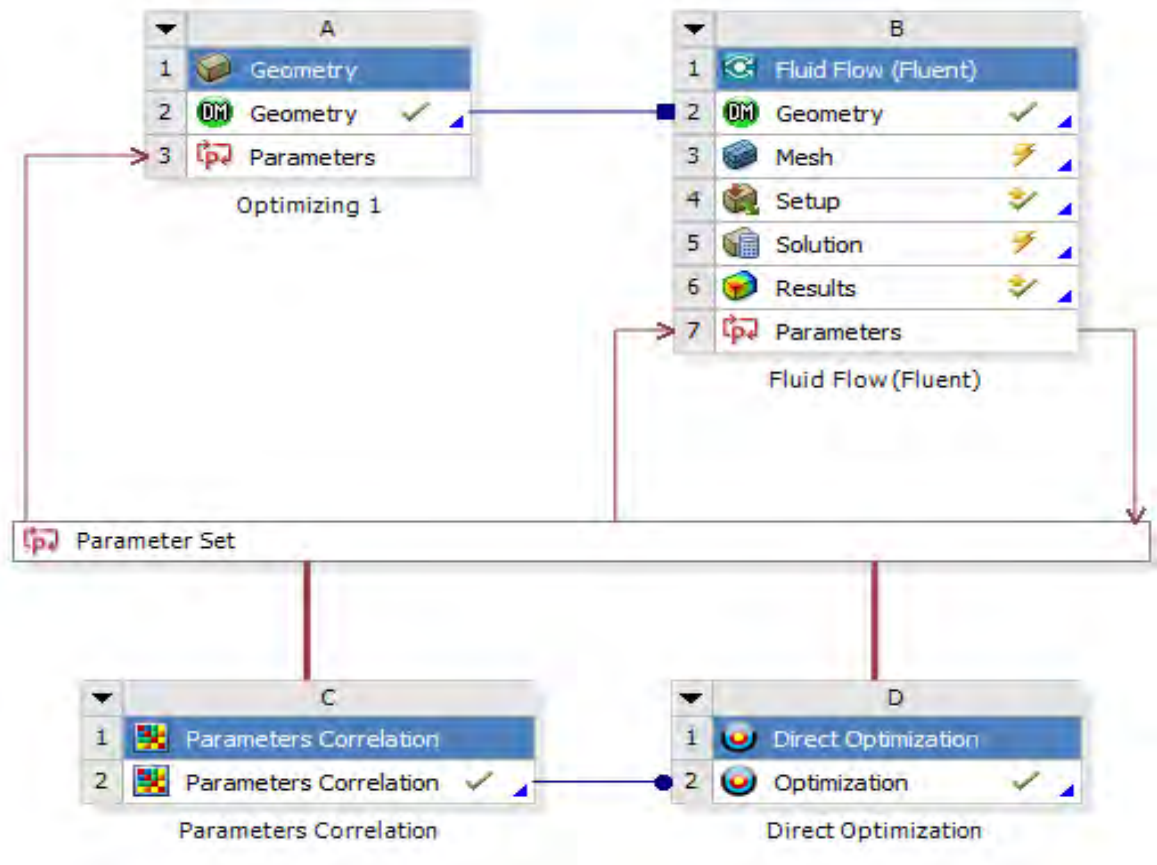 A
1 Geometry
2 DM Geometry
3 p Parameters
Optimizing 1
B
1 Fluid Flow (Fluent)
2 DM Geometry
3 Mesh
4 Setup
5 Solution
6 Results
7 p Parameters
Fluid Flow (Fluent)
p Parameter Set
C
1 Parameters Correlation
2 Parameters Correlation
Parameters Correlation
D
1 Direct Optimization
2 Optimization
Direct Optimization